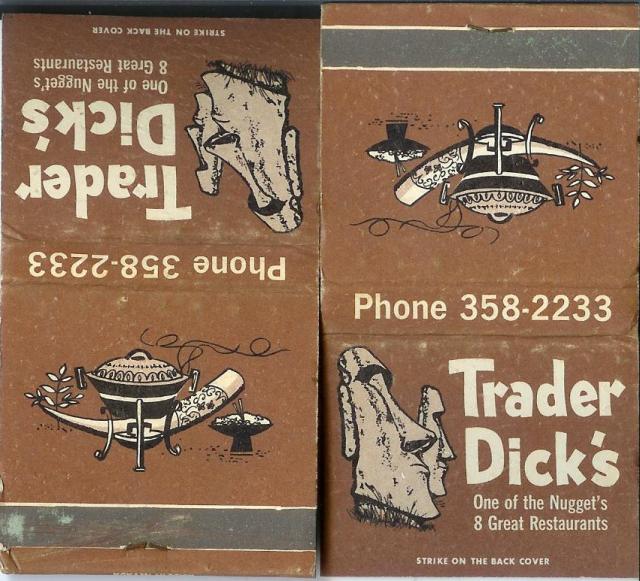 STRIKE ON THE BACK COVER
8 Great Restaurants
One of the Nugget's
Dick's
Trader
Phone 358-2233
Phone 358-2233
Trader
Dick's
One of the Nugget's
8 Great Restaurants
STRIKE ON THE BACK COVER